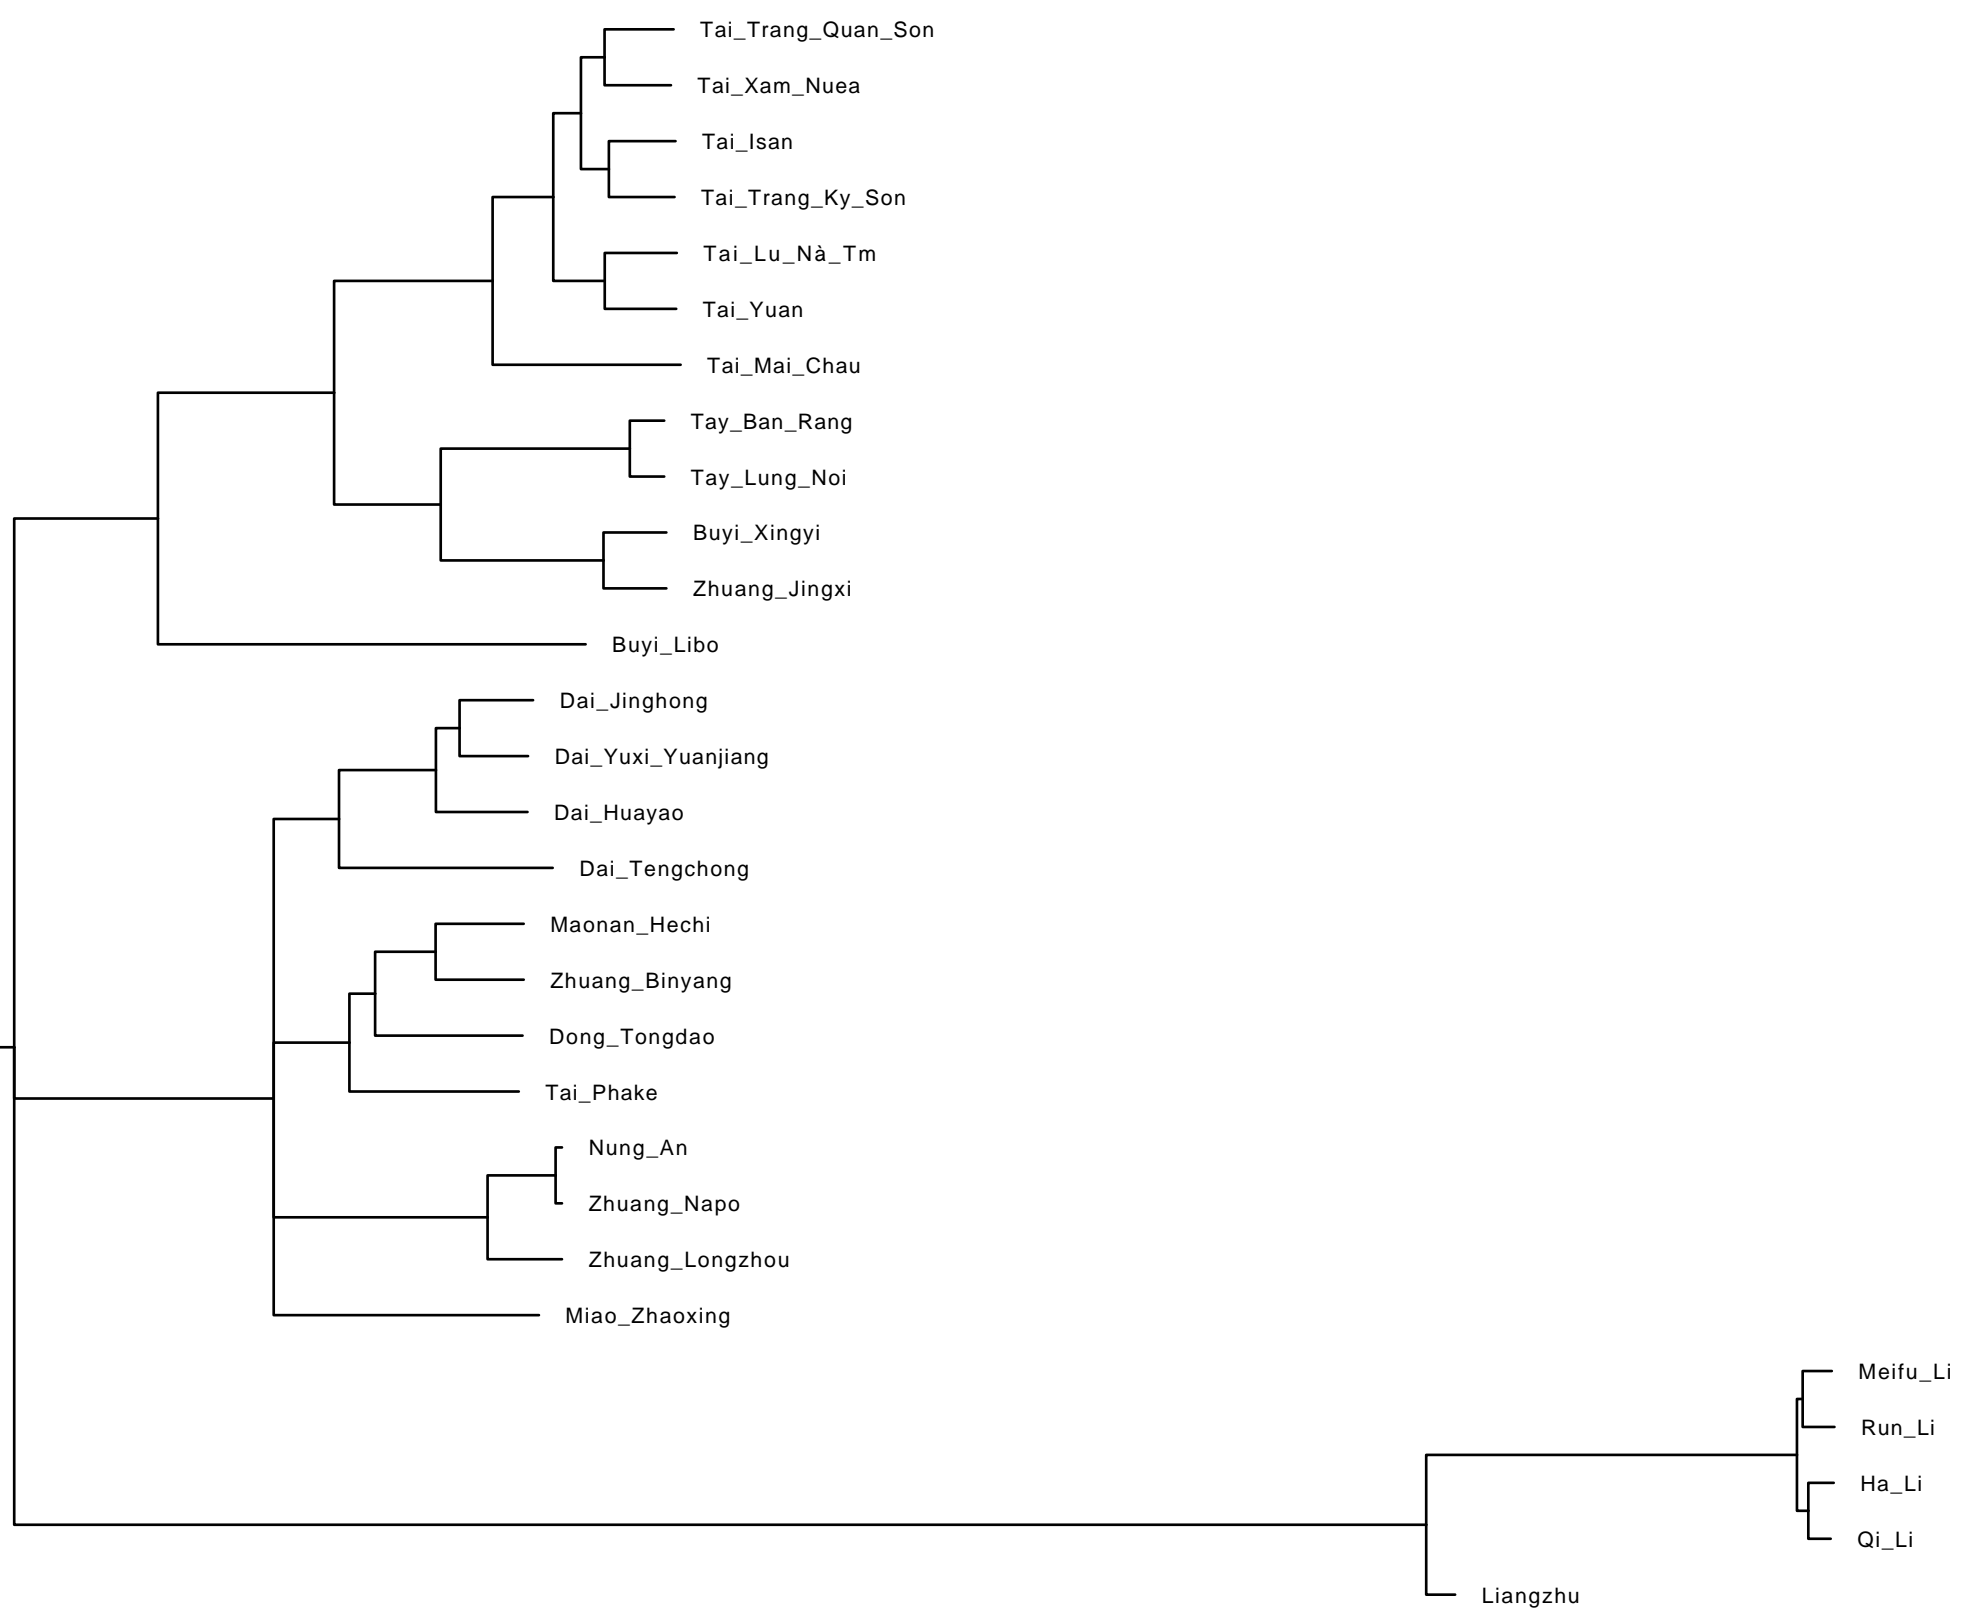 Tai_Trang_Quan_Son
Tai_Xam_Nuea
Tai_Isan
Tai_Trang_Ky_Son
Tai_Lu_Nà_Tm
Tai_Yuan
Tai_Mai_Chau
Tay_Ban_Rang
Tay_Lung_Noi
Buyi_Xingyi
Zhuang_Jingxi
Buyi_Libo
Dai_Jinghong
Dai_Yuxi_Yuanjiang
Dai_Huayao
Dai_Tengchong
Maonan_Hechi
Zhuang_Binyang
Dong_Tongdao
Tai_Phake
Nung_An
Zhuang_Napo
Zhuang_Longzhou
Miao_Zhaoxing
Meifu_Li
Run_Li
Ha_Li
Qi_Li
Liangzhu